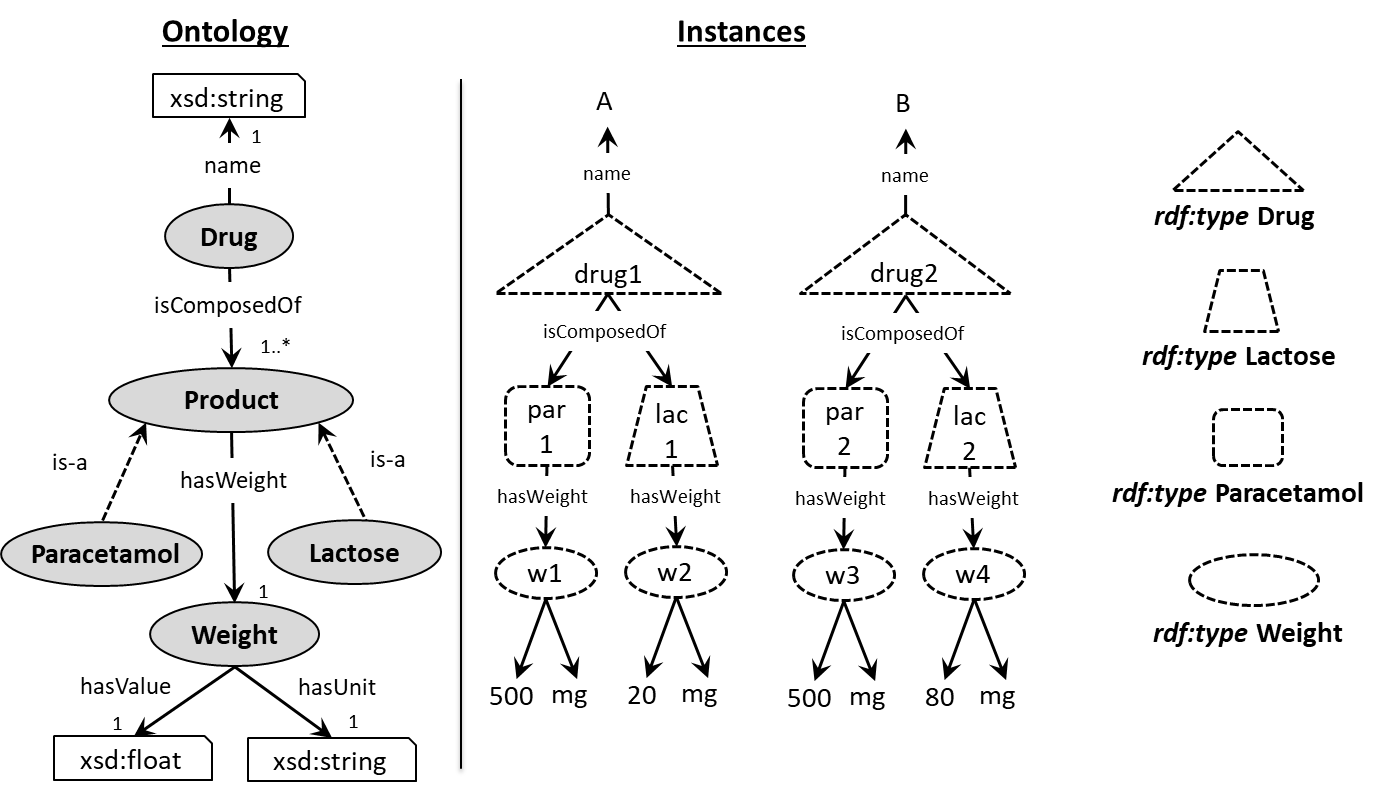 Ontology
xsd:string
1
name
Drug
isComposedOf
1..*
Product
is-a
hasWeight
is-a
Paracetamol
Lactose
1
Weight
hasValue
hasUnit
1
1
xsd:float
xsd:string
Instances
A
B
name
name
drug1
drug2
isComposedOf
isComposedOf
par
1
lac
1
par
2
lac
2
hasWeight
hasWeight
hasWeight
hasWeight
w1
w2
w3
w4
500 mg
20 mg
500 mg
80 mg
rdf:type Drug
rdf:type Lactose
rdf:type Paracetamol
rdf:type Weight